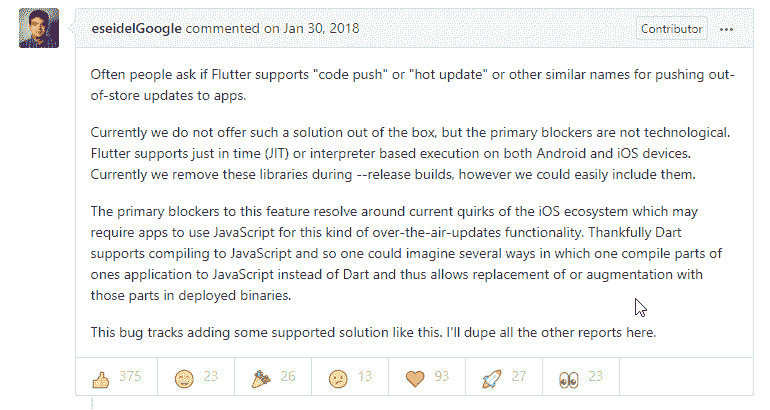 eseidelGoogle commented on Jan 30, 2018 Contributor
Often people ask if Flutter supports "code push" or "hot update" or other similar names for pushing out-
of-store updates to apps.
Currently we do not offer such a solution out of the box, but the primary blockers are not technological.
Flutter supports just in time (JIT) or interpreter based execution on both Android and iOS devices.
Currently we remove these libraries during --release builds, however we could easily include them.
The primary blockers to this feature resolve around current quirks of the iOS ecosystem which may
require apps to use JavaScript for this kind of over-the-air-updates functionality. Thankfully Dart
supports compiling to JavaScript and so one could imagine several ways in which one compile parts of
ones application to JavaScript instead of Dart and thus allows replacement of or augmentation with
those parts in deployed binaries.
This bug tracks adding some supported solution like this. I'll dupe all the other reports here.
375 23 26 13 93 27 23